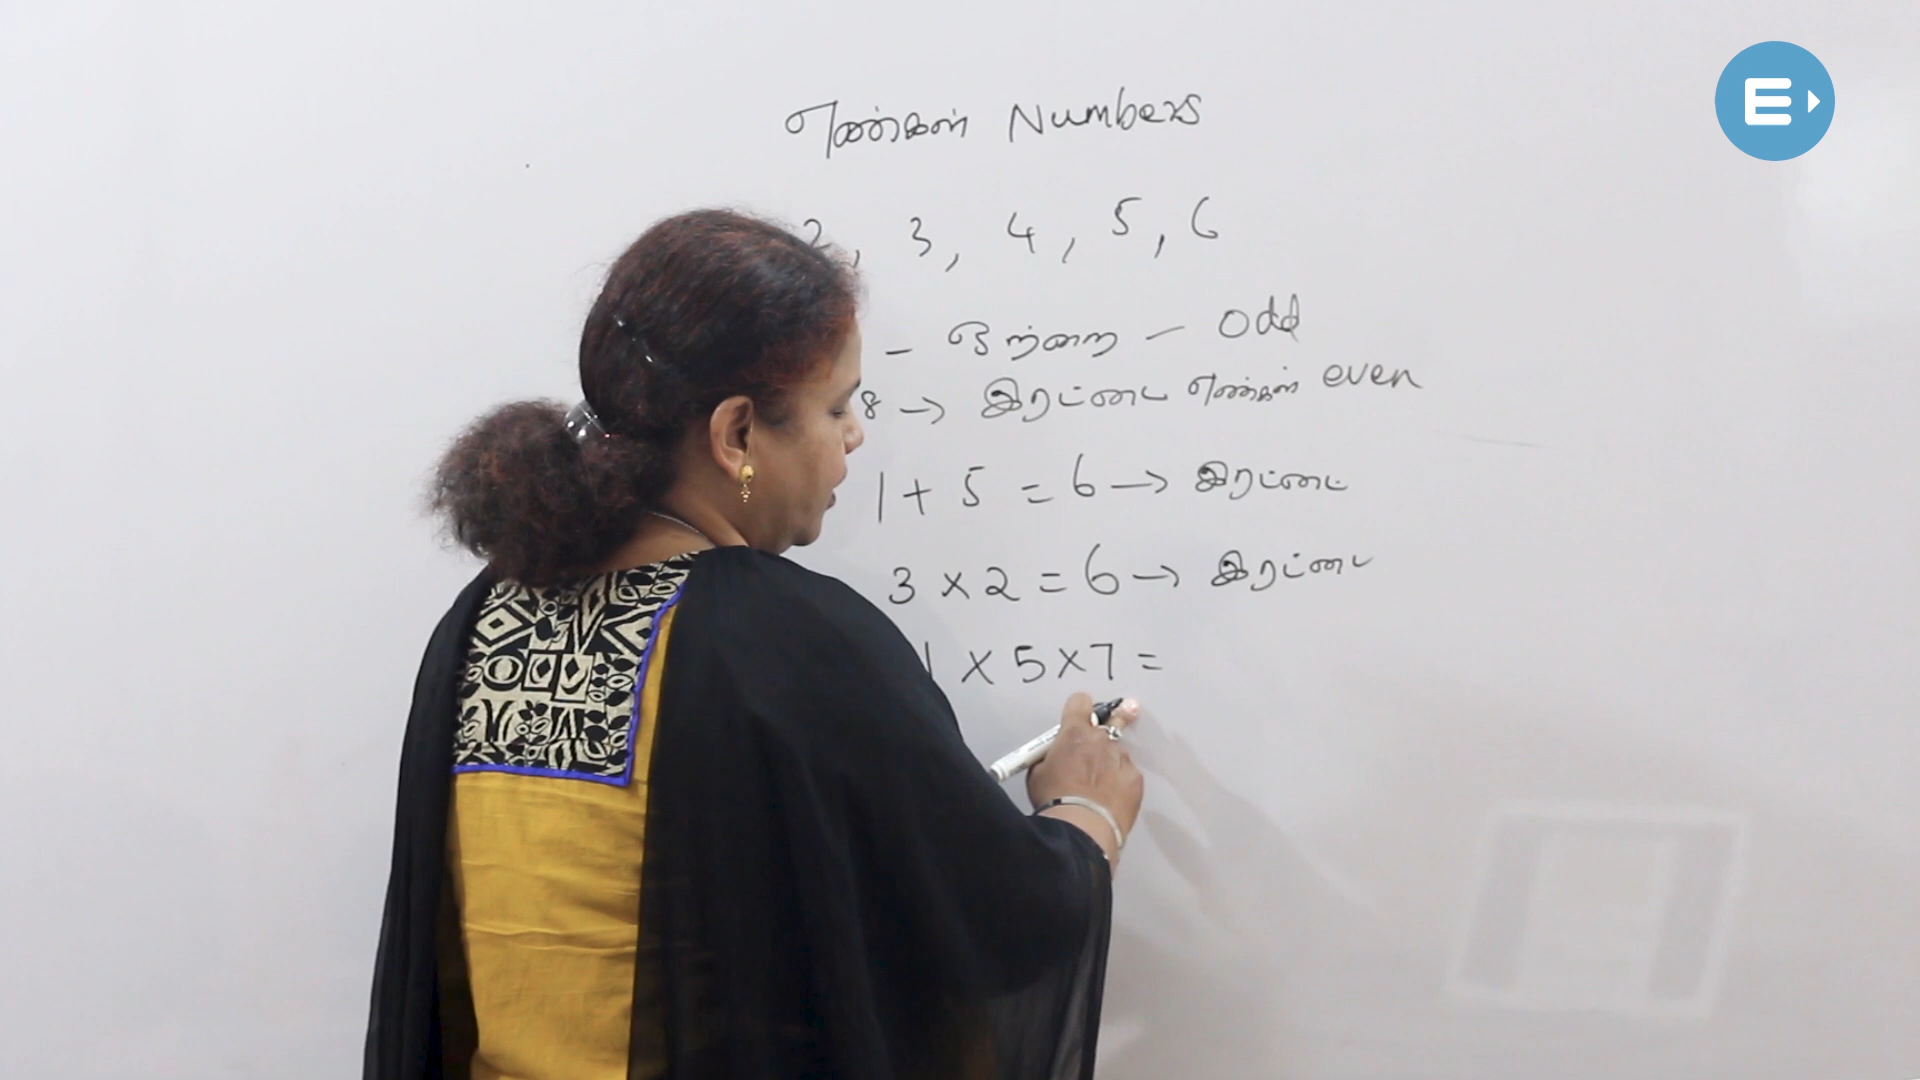 எண்கள் Numbers
2, 3, 4, 5, 6
- ஒற்றை - Odd
8 → இரட்டை எண்கள் even
1 + 5 = 6 → இரட்டை
3 × 2 = 6 → இரட்டை
1 × 5 × 7 =
E